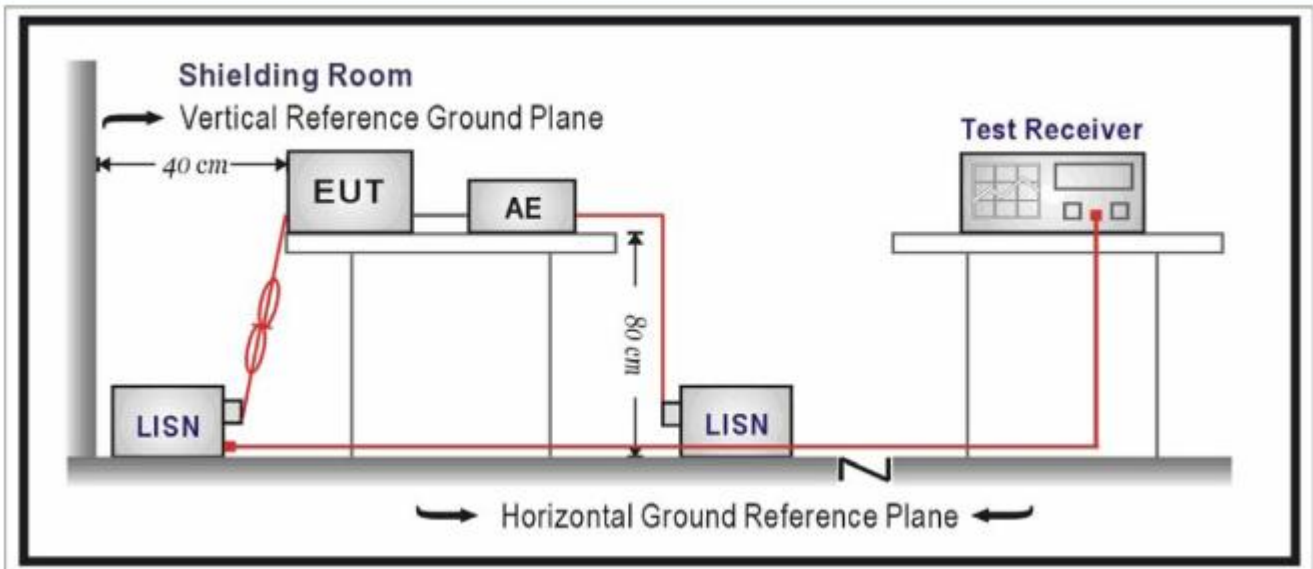 Shielding Room
Vertical Reference Ground Plane
40 cm
EUT
AE
Test Receiver
80 cm
LISN
LISN
Horizontal Ground Reference Plane